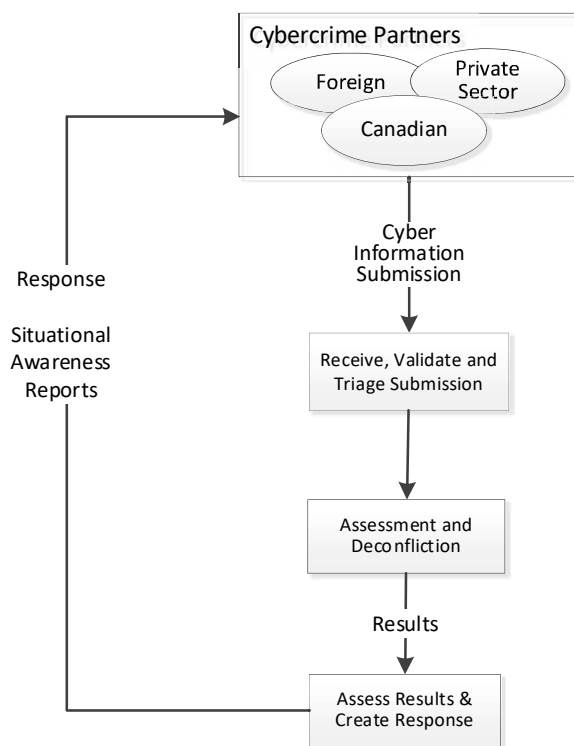 Cybercrime Partners
Foreign
Private
Sector
Canadian
Cyber
Information
Submission
Response
Situational
Awareness
Reports
Receive, Validate and
Triage Submission
Assessment and
Deconfliction
Results
Assess Results &
Create Response